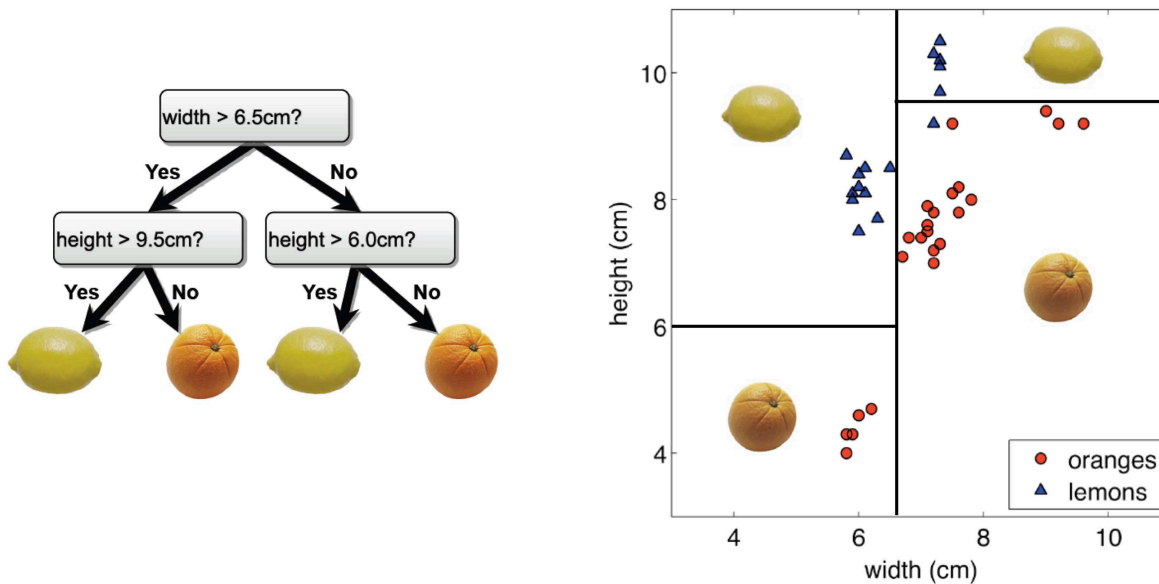 width > 6.5cm?
Yes
No
height > 9.5cm?
height > 6.0cm?
Yes
No
Yes
No
height (cm)
10
8
6
4
4
6
8
10
width (cm)
oranges
lemons